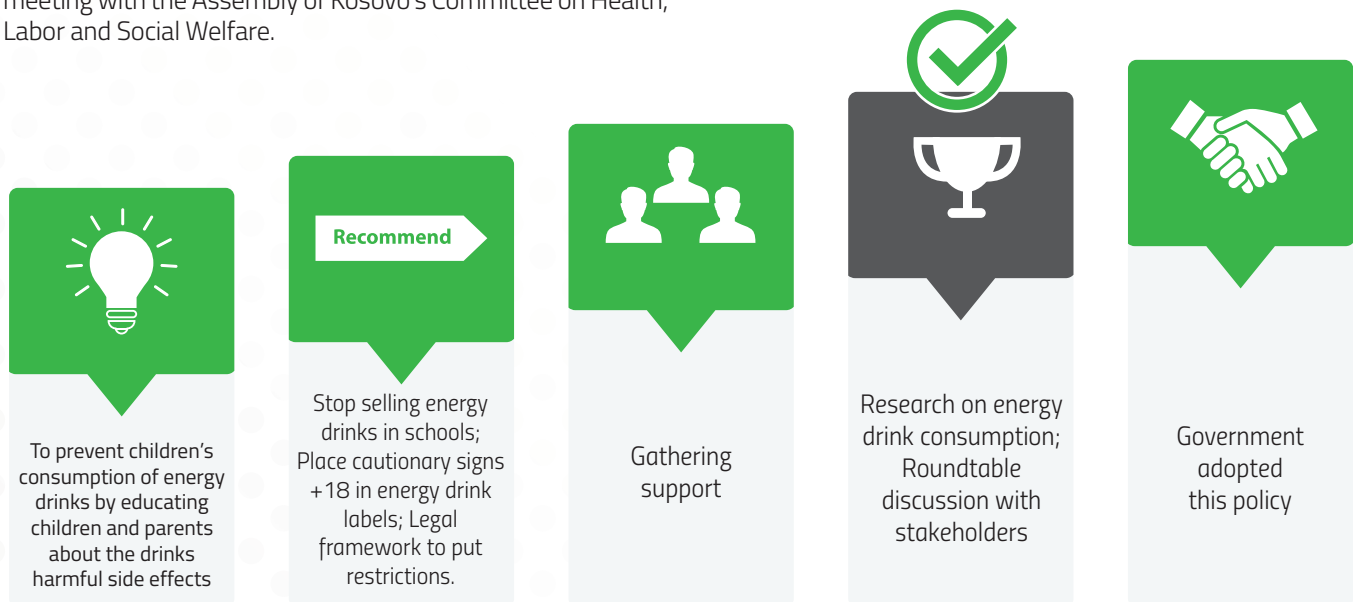 meeting with the Assembly of Kosovo's Committee on Health,
Labor and Social Welfare.
To prevent children's
consumption of energy
drinks by educating
children and parents
about the drinks
harmful side effects
Recommend
Stop selling energy
drinks in schools;
Place cautionary signs
+18 in energy drink
labels; Legal
framework to put
restrictions.
Gathering
support
Research on energy
drink consumption;
Roundtable
discussion with
stakeholders
Government
adopted
this policy